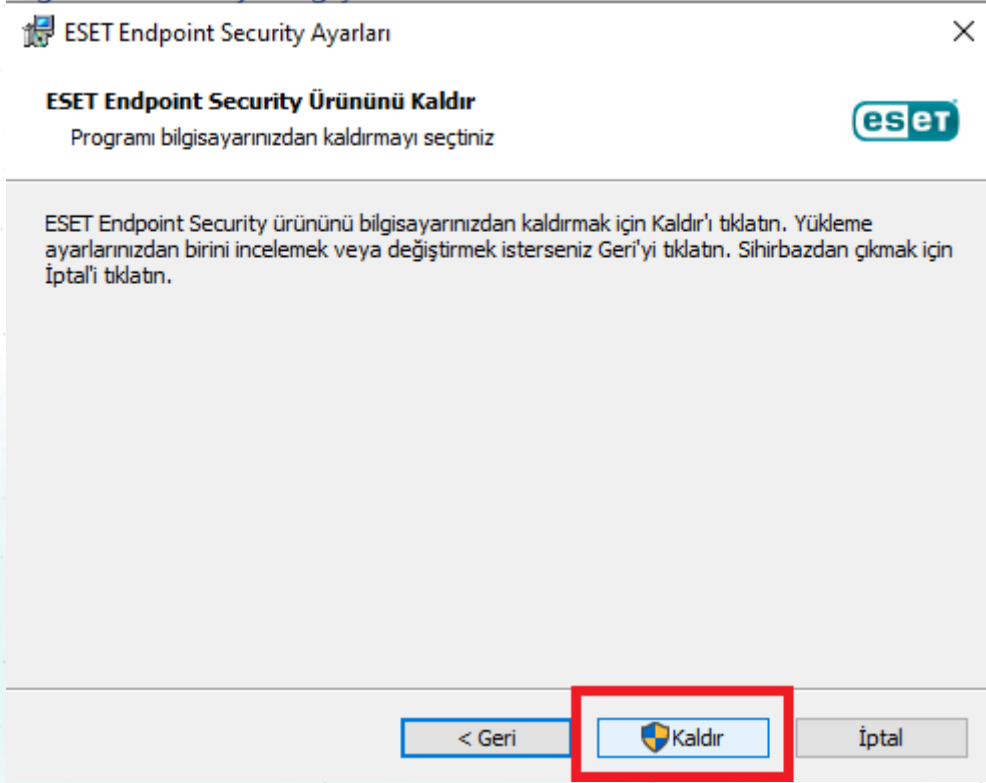 ESET Endpoint Security Ayarları
ESET Endpoint Security Ürününü Kaldır
Programı bilgisayarınızdan kaldırmayı seçtiniz
eset
ESET Endpoint Security ürününü bilgisayarınızdan kaldırmak için Kaldır'ı tıklatın. Yükleme
ayarlarınızdan birini incelemek veya değiştirmek isterseniz Geri'yi tıklatın. Sihirbazdan çıkmak için
İptal'i tıklatın.
< Geri
Kaldır
İptal